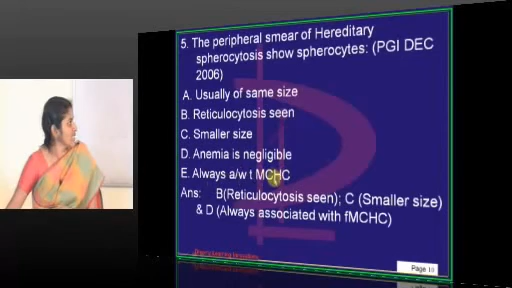 5. The peripheral smear of Hereditary
spherocytosis show spherocytes: (PGI DEC
2006)
A. Usually of same size
B. Reticulocytosis seen
C. Smaller size
D. Anemia is negligible
E. Always a/w t MCHC
Ans: B(Reticulocytosis seen); C (Smaller size)
& D (Always associated with fMCHC)
Page 10